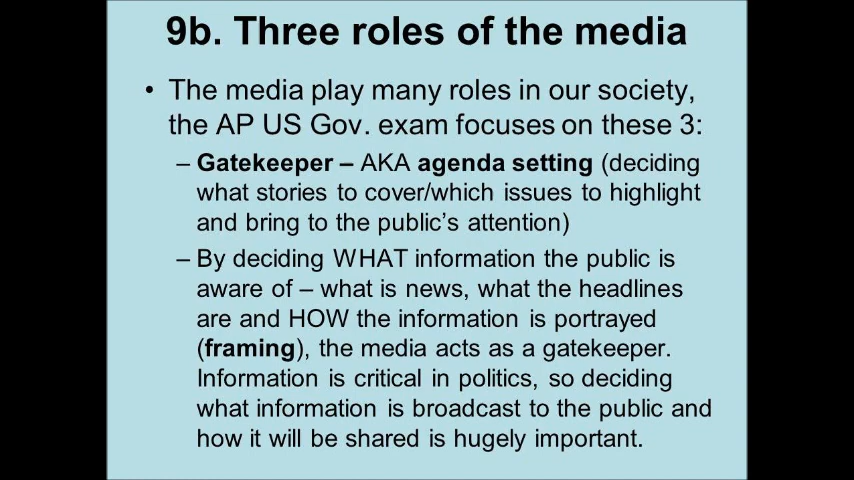 9b. Three roles of the media
• The media play many roles in our society,
the AP US Gov. exam focuses on these 3:
– Gatekeeper – AKA agenda setting (deciding
what stories to cover/which issues to highlight
and bring to the public's attention)
– By deciding WHAT information the public is
aware of – what is news, what the headlines
are and HOW the information is portrayed
(framing), the media acts as a gatekeeper.
Information is critical in politics, so deciding
what information is broadcast to the public and
how it will be shared is hugely important.